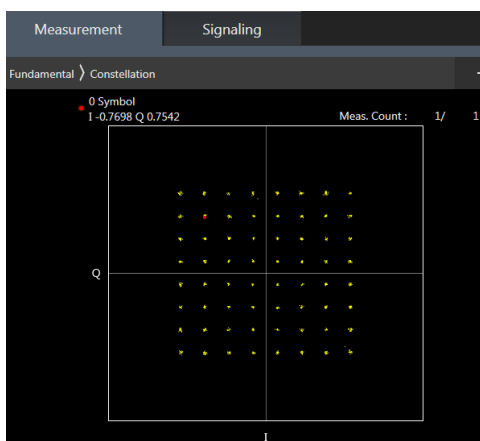 Measurement Signaling
Fundamental 〉 Constellation
0 Symbol
I -0.7698 Q 0.7542 Meas. Count : 1/ 1
Q
I